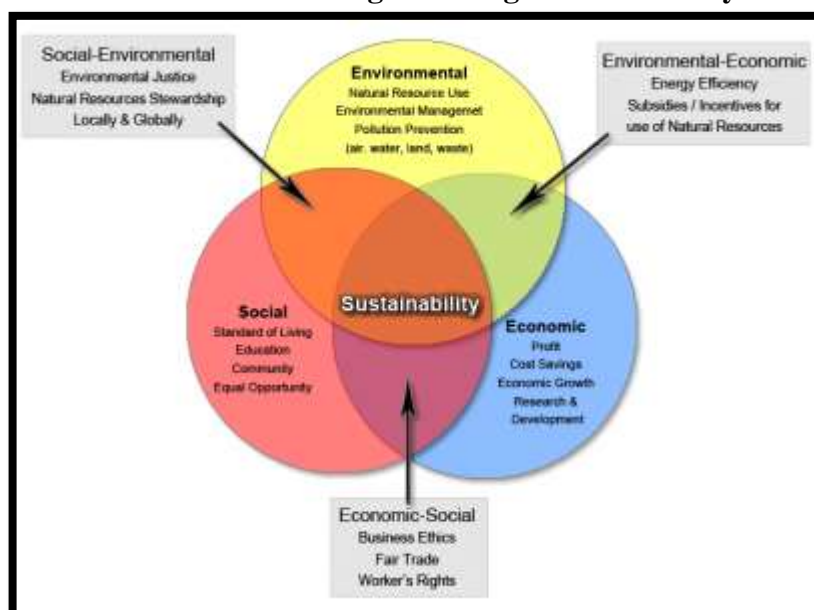 Social-Environmental
Environmental Justice
Natural Resources Stewardship
Locally & Globally
Environmental
Natural Resource Use
Environmental Managemet
Pollution Prevention
(air, water, land, waste)
Environmental-Economic
Energy Efficiency
Subsidies / Incentives for
use of Natural Resources
Sustainability
Social
Standard of Living
Education
Community
Equal Opportunity
Economic
Profit
Cost Savings
Economic Growth
Research &
Development
Economic-Social
Business Ethics
Fair Trade
Worker's Rights